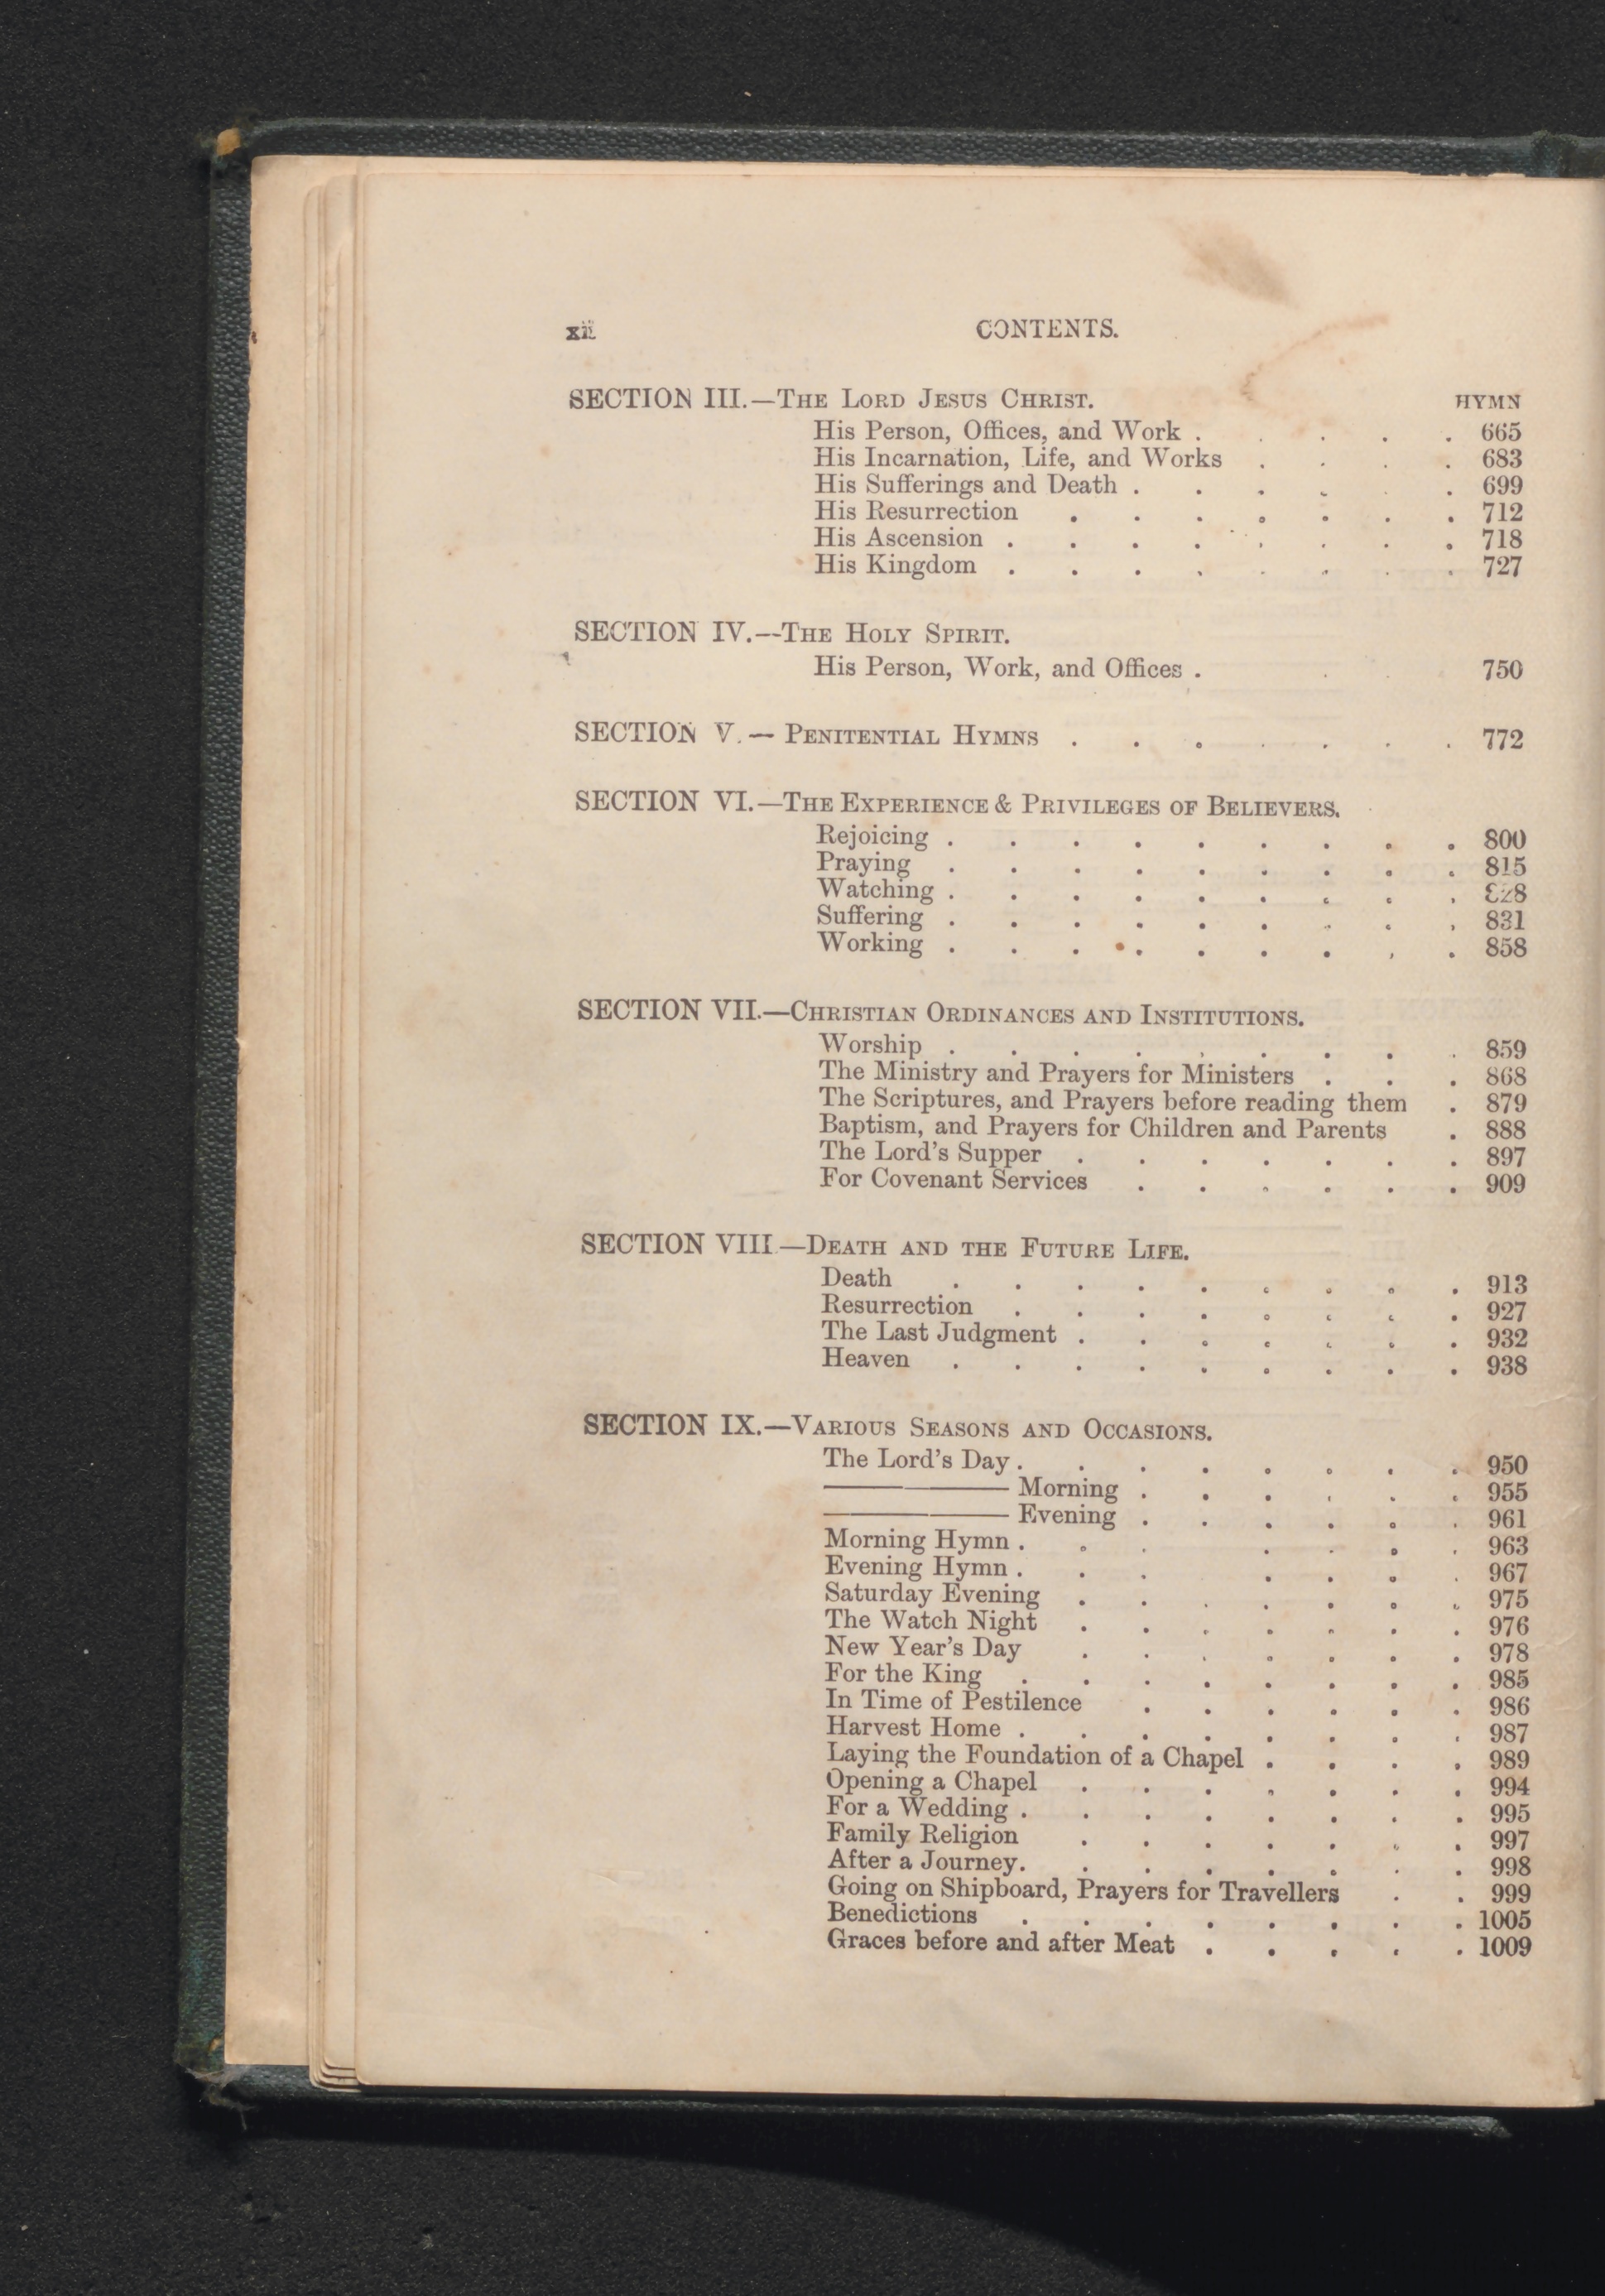 xii CONTENTS.
SECTION III.—THE LORD JESUS CHRIST. HYMN
His Person, Offices, and Work . . . . . 665
His Incarnation, Life, and Works . . . . 683
His Sufferings and Death . . . . . . 699
His Resurrection . . . . . . . 712
His Ascension . . . . . . . . 718
His Kingdom . . . . . . . . 727
SECTION IV.—THE HOLY SPIRIT.
His Person, Work, and Offices . . . 750
SECTION V.—PENITENTIAL HYMNS . . . . . . . 772
SECTION VI.—THE EXPERIENCE & PRIVILEGES OF BELIEVERS.
Rejoicing . . . . . . . . . 800
Praying . . . . . . . . . 815
Watching . . . . . . . . . 828
Suffering . . . . . . . . . 831
Working . . . . . . . . . 858
SECTION VII.—CHRISTIAN ORDINANCES AND INSTITUTIONS.
Worship . . . . . . . . . 859
The Ministry and Prayers for Ministers . . . 868
The Scriptures, and Prayers before reading them . 879
Baptism, and Prayers for Children and Parents . 888
The Lord's Supper . . . . . . . 897
For Covenant Services . . . . . . 909
SECTION VIII—DEATH AND THE FUTURE LIFE.
Death . . . . . . . . . 913
Resurrection . . . . . . . . 927
The Last Judgment . . . . . . . 932
Heaven . . . . . . . . . 938
SECTION IX.—VARIOUS SEASONS AND OCCASIONS.
The Lord's Day . . . . . . . . 950
——— Morning . . . . . . 955
——— Evening . . . . . . 961
Morning Hymn . . . . . . . 963
Evening Hymn . . . . . . . 967
Saturday Evening . . . . . . . 975
The Watch Night . . . . . . . 976
New Year's Day . . . . . . . 978
For the King . . . . . . . . 985
In Time of Pestilence . . . . . . 986
Harvest Home . . . . . . . . 987
Laying the Foundation of a Chapel . . . . 989
Opening a Chapel . . . . . . . 994
For a Wedding . . . . . . . . 995
Family Religion . . . . . . . 997
After a Journey. . . . . . . . 998
Going on Shipboard, Prayers for Travellers . . 999
Benedictions . . . . . . . . 1005
Graces before and after Meat . . . . . 1009